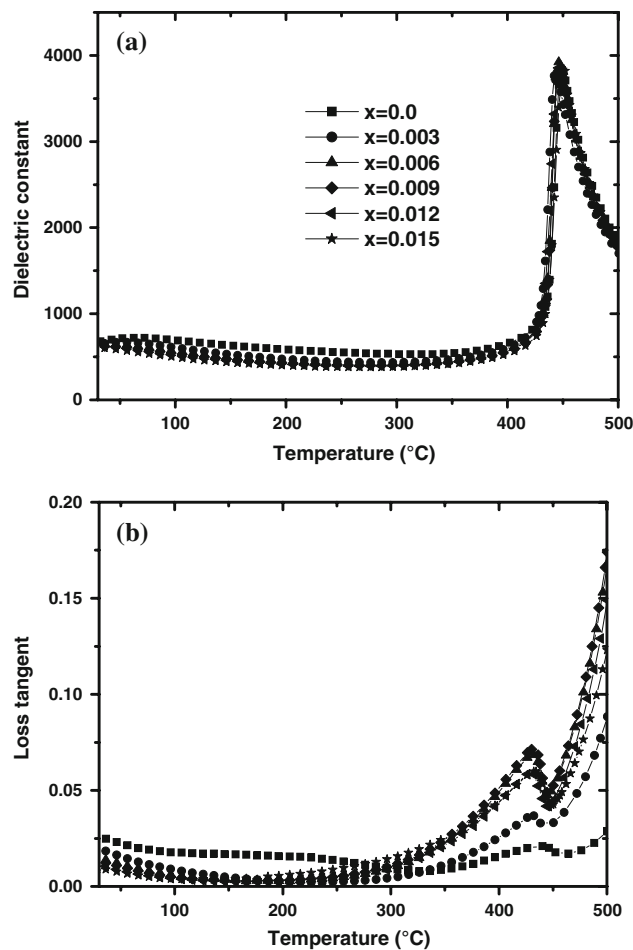 (a)
4000
3000
2000
1000
0
Dielectric constant
x=0.0
x=0.003
x=0.006
x=0.009
x=0.012
x=0.015
100 200 300 400 500
Temperature (°C)
(b)
0.20
0.15
0.10
0.05
0.00
Loss tangent
100 200 300 400 500
Temperature (°C)